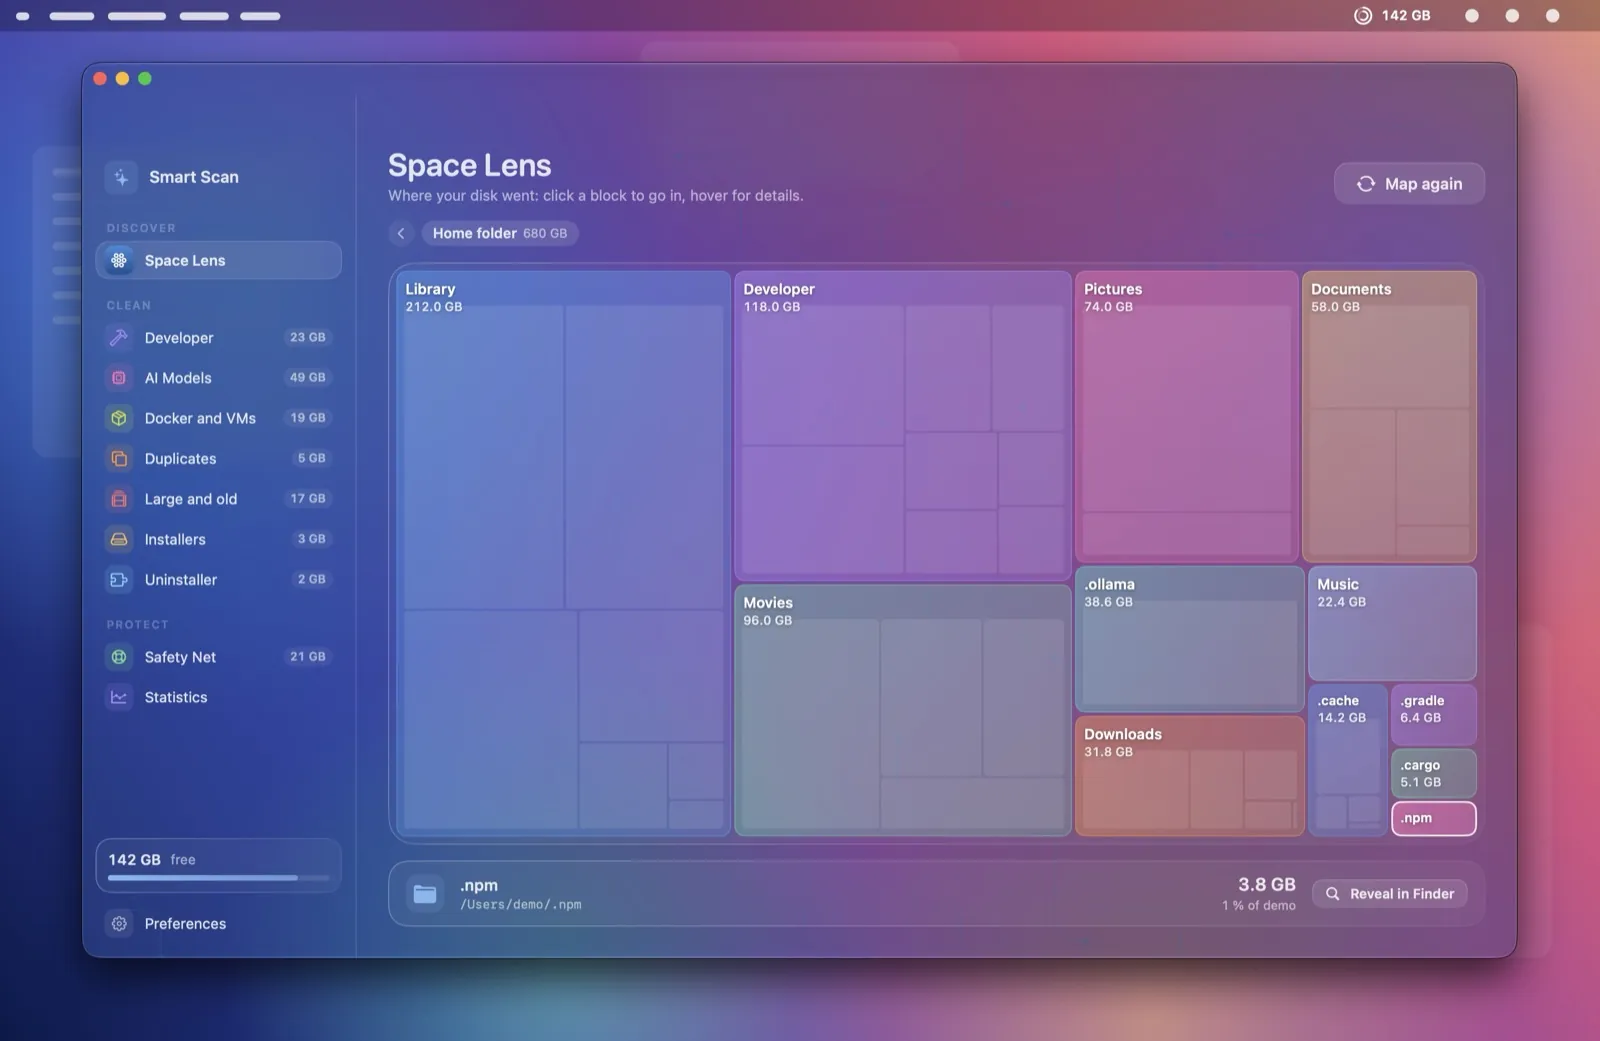 142 GB
Smart Scan
DISCOVER
Space Lens
CLEAN
Developer 23 GB
AI Models 49 GB
Docker and VMs 19 GB
Duplicates 5 GB
Large and old 17 GB
Installers 3 GB
Uninstaller 2 GB
PROTECT
Safety Net 21 GB
Statistics
142 GB free
Preferences
Space Lens
Where your disk went: click a block to go in, hover for details.
Map again
Home folder 680 GB
Library
212.0 GB
Developer
118.0 GB
Pictures
74.0 GB
Documents
58.0 GB
Movies
96.0 GB
.ollama
38.6 GB
Music
22.4 GB
Downloads
31.8 GB
.cache
14.2 GB
.gradle
6.4 GB
.cargo
5.1 GB
.npm
.npm
/Users/demo/.npm
3.8 GB
1 % of demo
Reveal in Finder